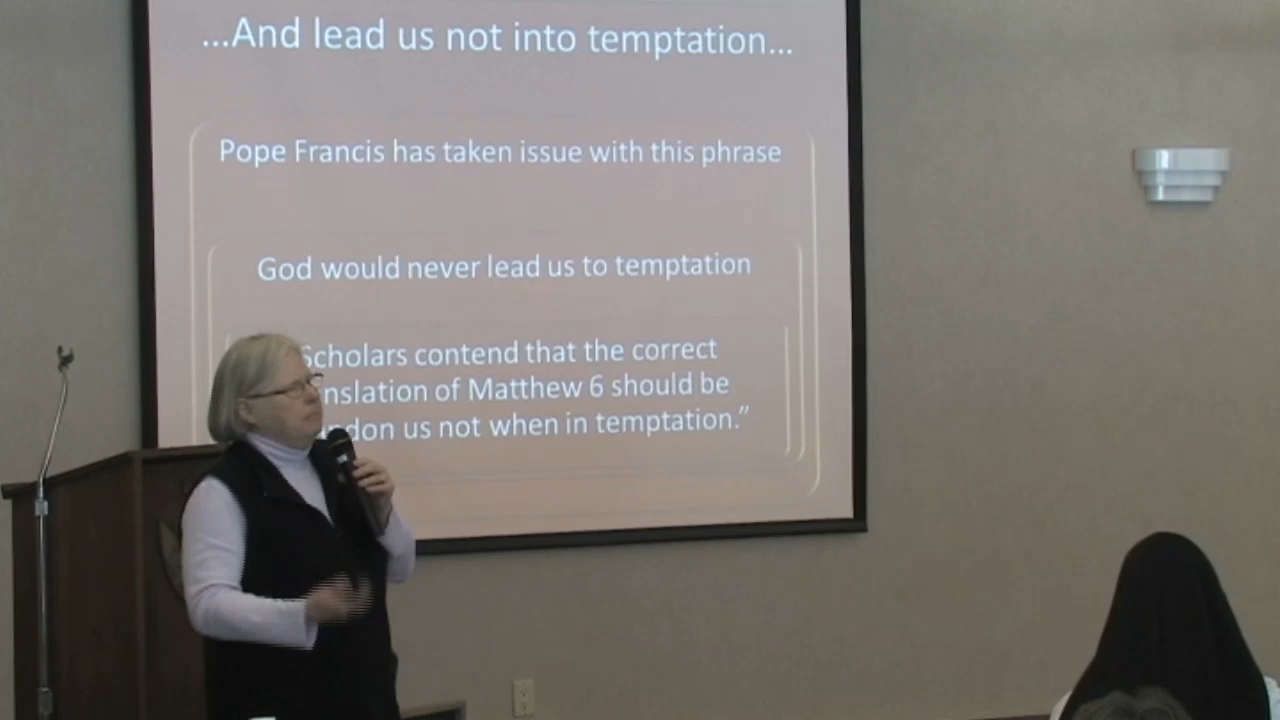 ...And lead us not into temptation...
Pope Francis has taken issue with this phrase
God would never lead us to temptation
Scholars contend that the correct
nslation of Matthew 6 should be
don us not when in temptation.”